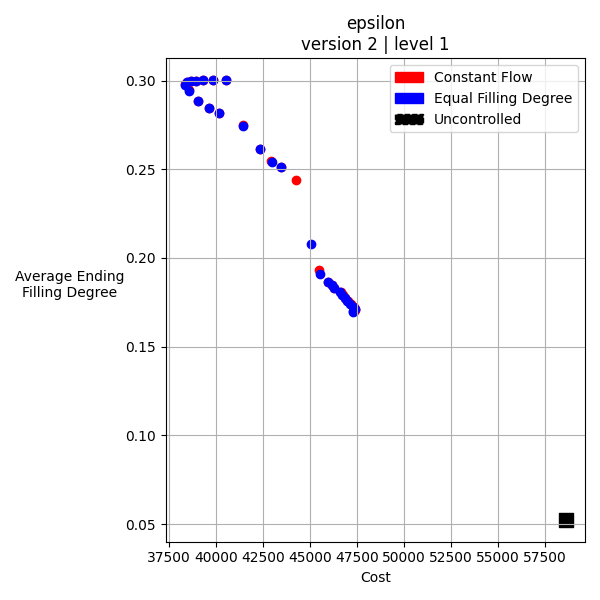 epsilon
version 2 | level 1
0.30
0.25
0.20
0.15
0.10
0.05
Average Ending
Filling Degree
Constant Flow
Equal Filling Degree
Uncontrolled
37500 40000 42500 45000 47500 50000 52500 55000 57500
Cost